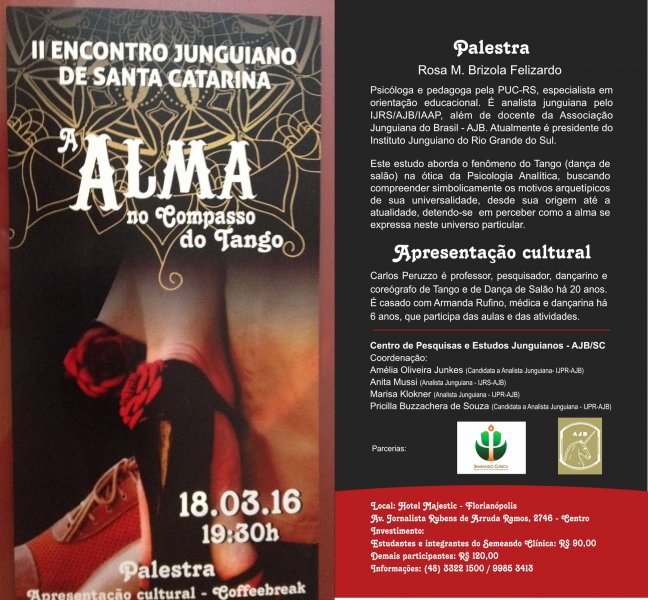 II ENCONTRO JUNGUIANO
DE SANTA CATARINA
A
ALMA
no Compasso
do Tango
18.03.16
19:30h
Palestra
Apresentação cultural - Coffeebreak
Palestra
Rosa M. Brizola Felizardo
Psicóloga e pedagoga pela PUC-RS, especialista em
orientação educacional. É analista junguiana pelo
IJRS/AJB/IAAP, além de docente da Associação
Junguiana do Brasil - AJB. Atualmente é presidente do
Instituto Junguiano do Rio Grande do Sul.
Este estudo aborda o fenômeno do Tango (dança de
salão) na ótica da Psicologia Analítica, buscando
compreender simbolicamente os motivos arquetípicos
de sua universalidade, desde sua origem até a
atualidade, detendo-se em perceber como a alma se
expressa neste universo particular.
Apresentação cultural
Carlos Peruzzo é professor, pesquisador, dançarino e
coreógrafo de Tango e de Dança de Salão há 20 anos.
É casado com Armanda Rufino, médica e dançarina há
6 anos, que participa das aulas e das atividades.
Centro de Pesquisas e Estudos Junguianos - AJB/SC
Coordenação:
Amélia Oliveira Junkes (Candidata a Analista Junguiana- IJPR-AJB)
Anita Mussi (Analista Junguiana - IJRS-AJB)
Marisa Klokner (Analista Junguiana - IJPR-AJB)
Pricilla Buzzachera de Souza (Candidata a Analista Junguiana - IJPR-AJB)
Parcerias:
SEMEANDO CLÍNICA
AJB
Local: Hotel Majestic - Florianópolis
Av. Jornalista Rubens de Arruda Ramos, 2746 - Centro
Investimento:
Estudantes e integrantes do Semeando Clínica: R$ 90,00
Demais participantes: R$ 120,00
Informações: (48) 3322 1500 / 9985 3413